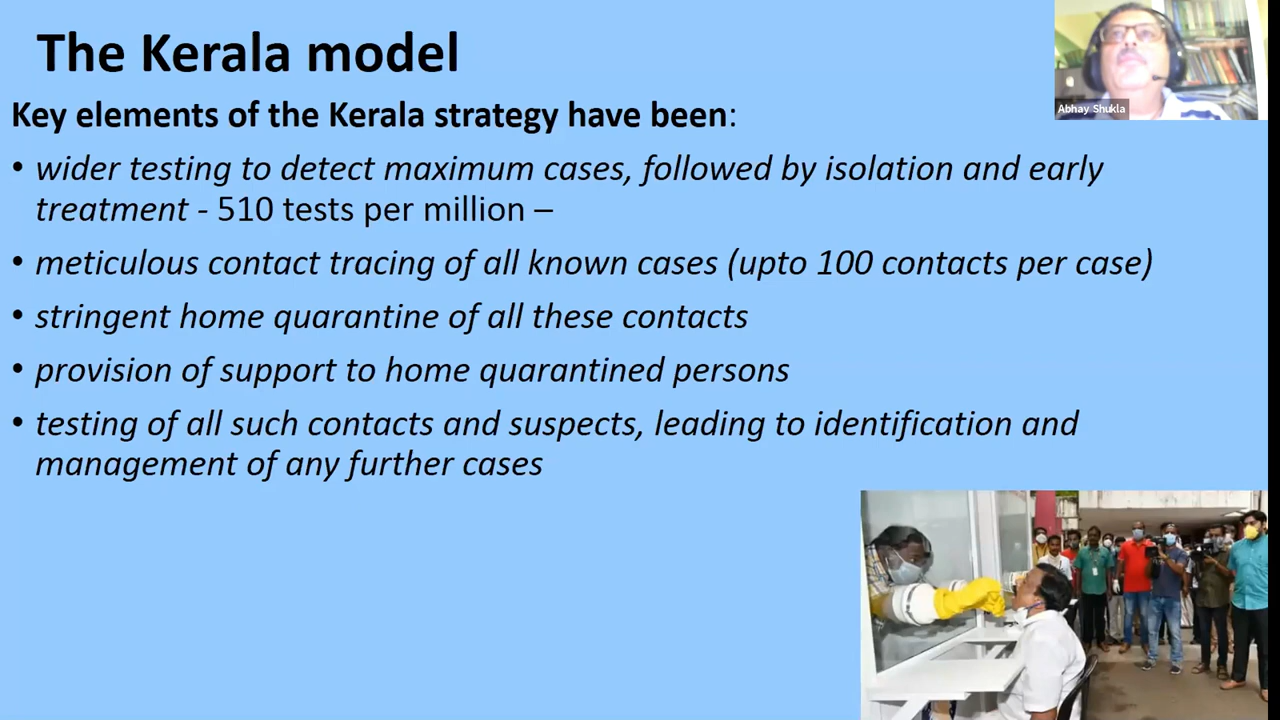 The Kerala model
Abhay Shukla
Key elements of the Kerala strategy have been:
• wider testing to detect maximum cases, followed by isolation and early
treatment - 510 tests per million –
• meticulous contact tracing of all known cases (upto 100 contacts per case)
• stringent home quarantine of all these contacts
• provision of support to home quarantined persons
• testing of all such contacts and suspects, leading to identification and
management of any further cases